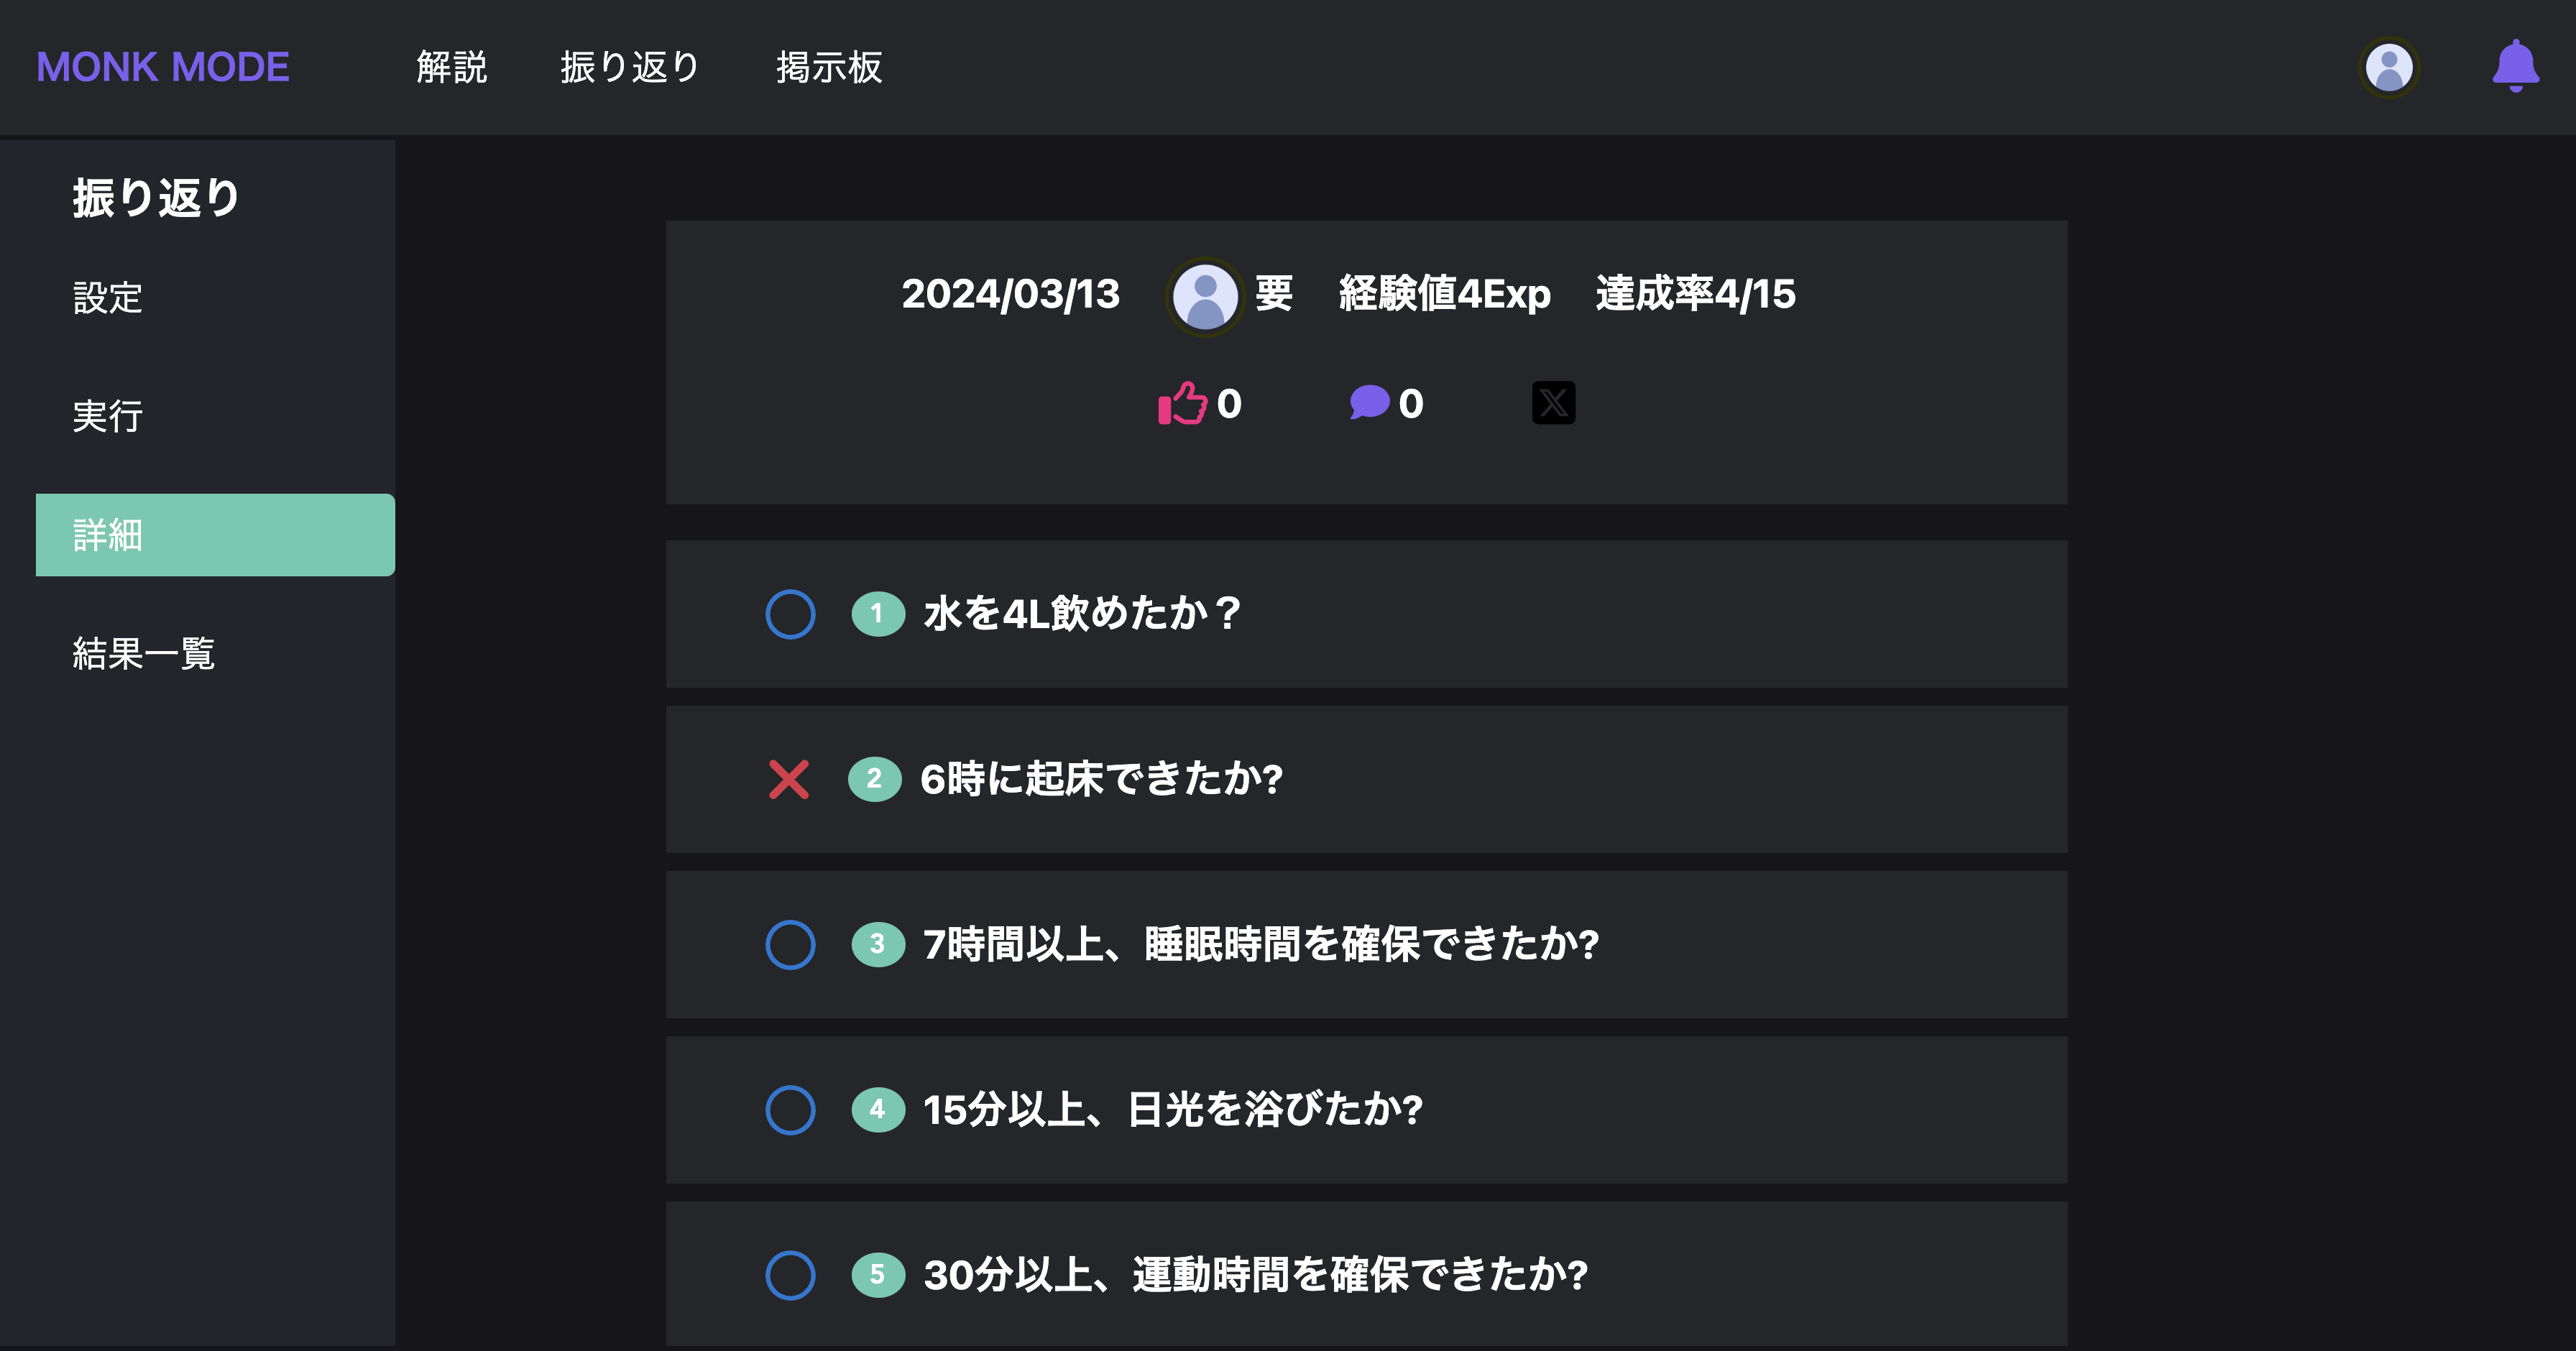 MONK MODE 解説 振り返り 掲示板
振り返り
設定
実行
詳細
結果一覧
2024/03/13 要 経験値4Exp 達成率4/15
0 0
1 水を4L飲めたか？
2 6時に起床できたか?
3 7時間以上、睡眠時間を確保できたか?
4 15分以上、日光を浴びたか?
5 30分以上、運動時間を確保できたか?